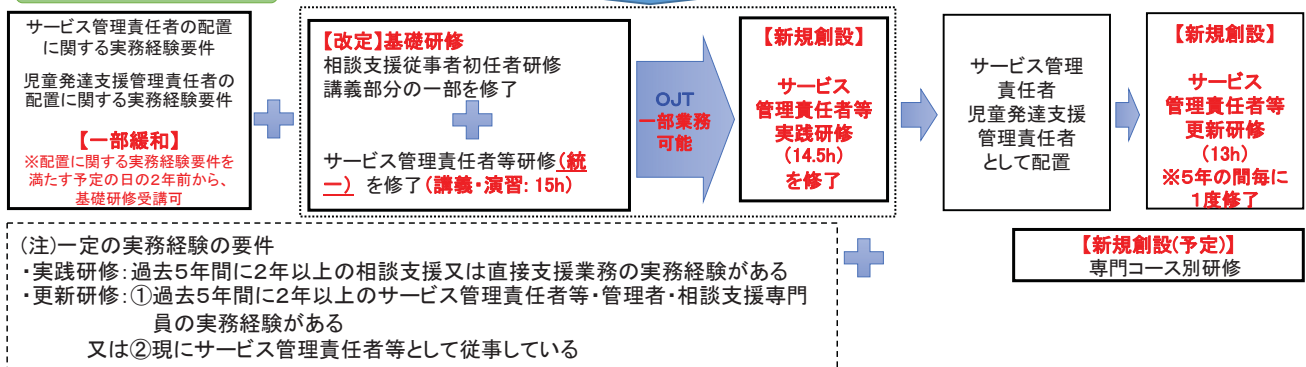 サービス管理責任者の配置
に関する実務経験要件
児童発達支援管理責任者の
配置に関する実務経験要件
【一部緩和】
※配置に関する実務経験要件を
満たす予定の日の2年前から、
基礎研修受講可
【改定】基礎研修
相談支援従事者初任者研修
講義部分の一部を修了
サービス管理責任者等研修(統
一)を修了(講義・演習:15h)
OJT
一部業務
可能
【新規創設】
サービス
管理責任者等
実践研修
(14.5h)
を修了
サービス管理
責任者
児童発達支援
管理責任者
として配置
【新規創設】
サービス
管理責任者等
更新研修
(13h)
※5年の間毎に
1度修了
(注)一定の実務経験の要件
・実践研修:過去5年間に2年以上の相談支援又は直接支援業務の実務経験がある
・更新研修:①過去5年間に2年以上のサービス管理責任者等・管理者・相談支援専門
員の実務経験がある
又は②現にサービス管理責任者等として従事している
【新規創設(予定)】
専門コース別研修